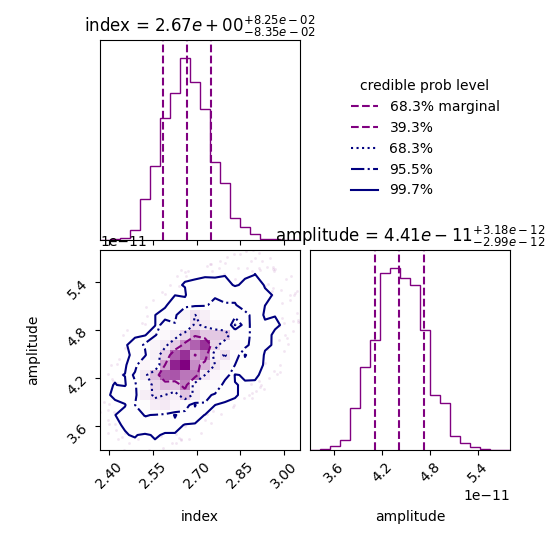 index = 2.67e+00+8.25e−02 −8.35e−02
credible prob level
68.3% marginal
39.3%
68.3%
95.5%
99.7%
amplitude = 4.41e−11+3.18e−12 −2.99e−12
1e−11
amplitude
5.4
4.8
4.2
3.6
2.40 2.55 2.70 2.85 3.00
index
3.6 4.2 4.8 5.4
1e−11
amplitude